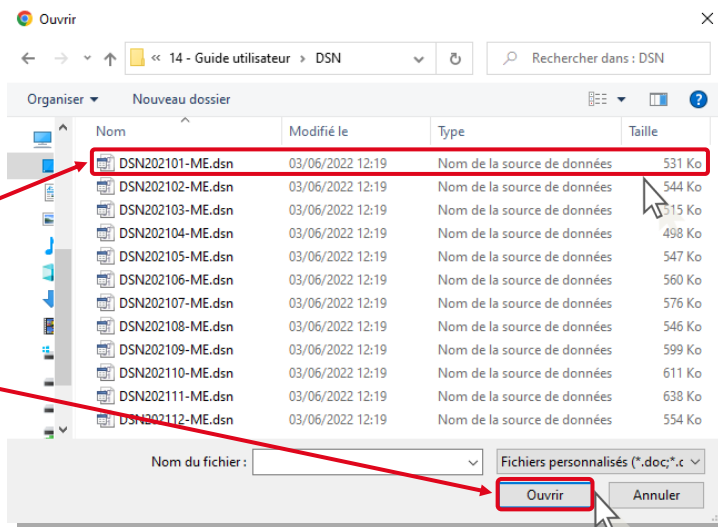 Ouvrir
« 14 - Guide utilisateur › DSN
Rechercher dans : DSN
Organiser Nouveau dossier
Nom Modifié le Type Taille
DSN202101-ME.dsn 03/06/2022 12:19 Nom de la source de données 531 Ko
DSN202102-ME.dsn 03/06/2022 12:19 Nom de la source de données 544 Ko
DSN202103-ME.dsn 03/06/2022 12:19 Nom de la source de données 515 Ko
DSN202104-ME.dsn 03/06/2022 12:19 Nom de la source de données 498 Ko
DSN202105-ME.dsn 03/06/2022 12:19 Nom de la source de données 547 Ko
DSN202106-ME.dsn 03/06/2022 12:19 Nom de la source de données 560 Ko
DSN202107-ME.dsn 03/06/2022 12:19 Nom de la source de données 576 Ko
DSN202108-ME.dsn 03/06/2022 12:19 Nom de la source de données 546 Ko
DSN202109-ME.dsn 03/06/2022 12:19 Nom de la source de données 599 Ko
DSN202110-ME.dsn 03/06/2022 12:19 Nom de la source de données 611 Ko
DSN202111-ME.dsn 03/06/2022 12:19 Nom de la source de données 638 Ko
DSN202112-ME.dsn 03/06/2022 12:19 Nom de la source de données 554 Ko
Nom du fichier : Fichiers personnalisés (*.doc;*.c
Ouvrir Annuler